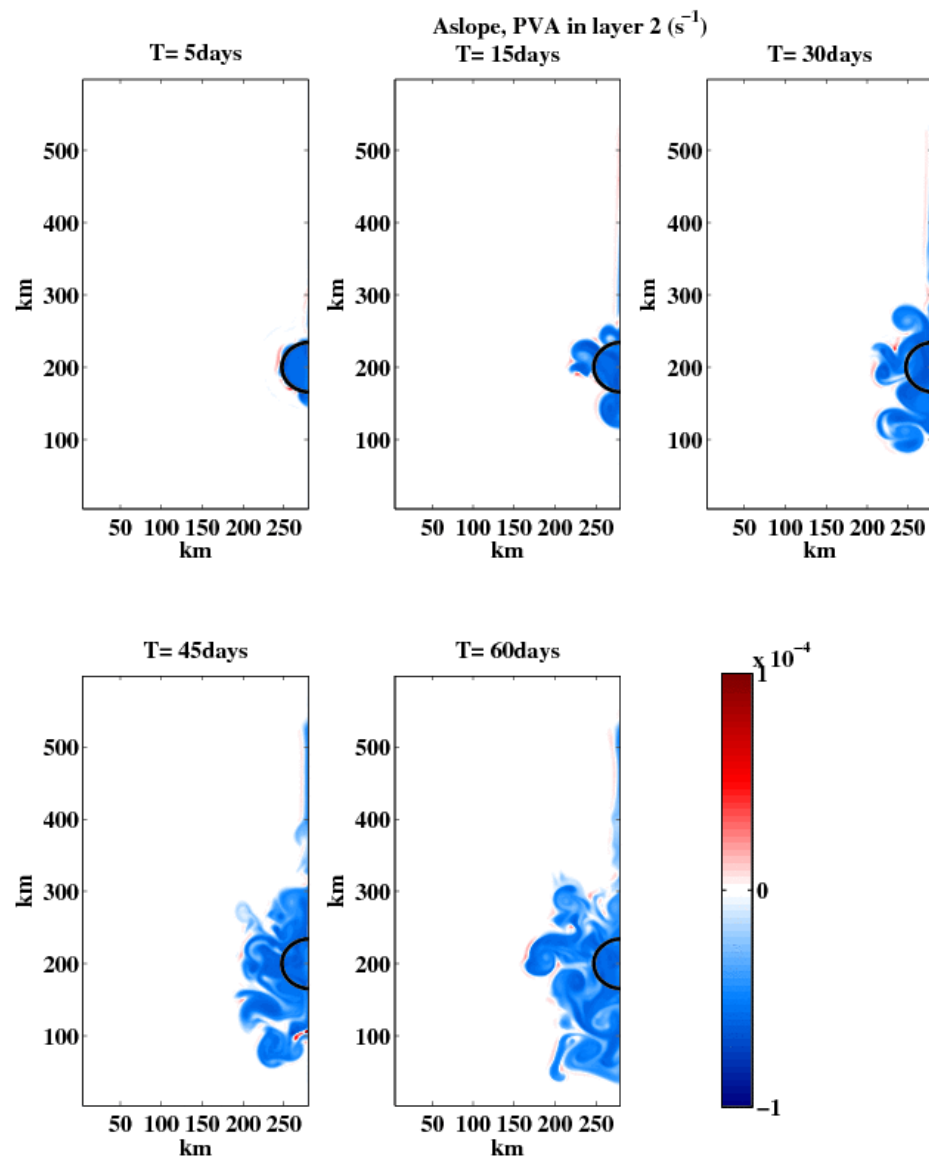 Aslope, PVA in layer 2 (s⁻¹)
T= 5days
T= 15days
T= 30days
500
400
300
200
100
km
50 100 150 200 250
km
500
400
300
200
100
km
50 100 150 200 250
km
500
400
300
200
100
km
50 100 150 200 250
km
T= 45days
T= 60days
500
400
300
200
100
km
50 100 150 200 250
km
500
400
300
200
100
km
50 100 150 200 250
km
x 10⁻⁴
1
0
−1